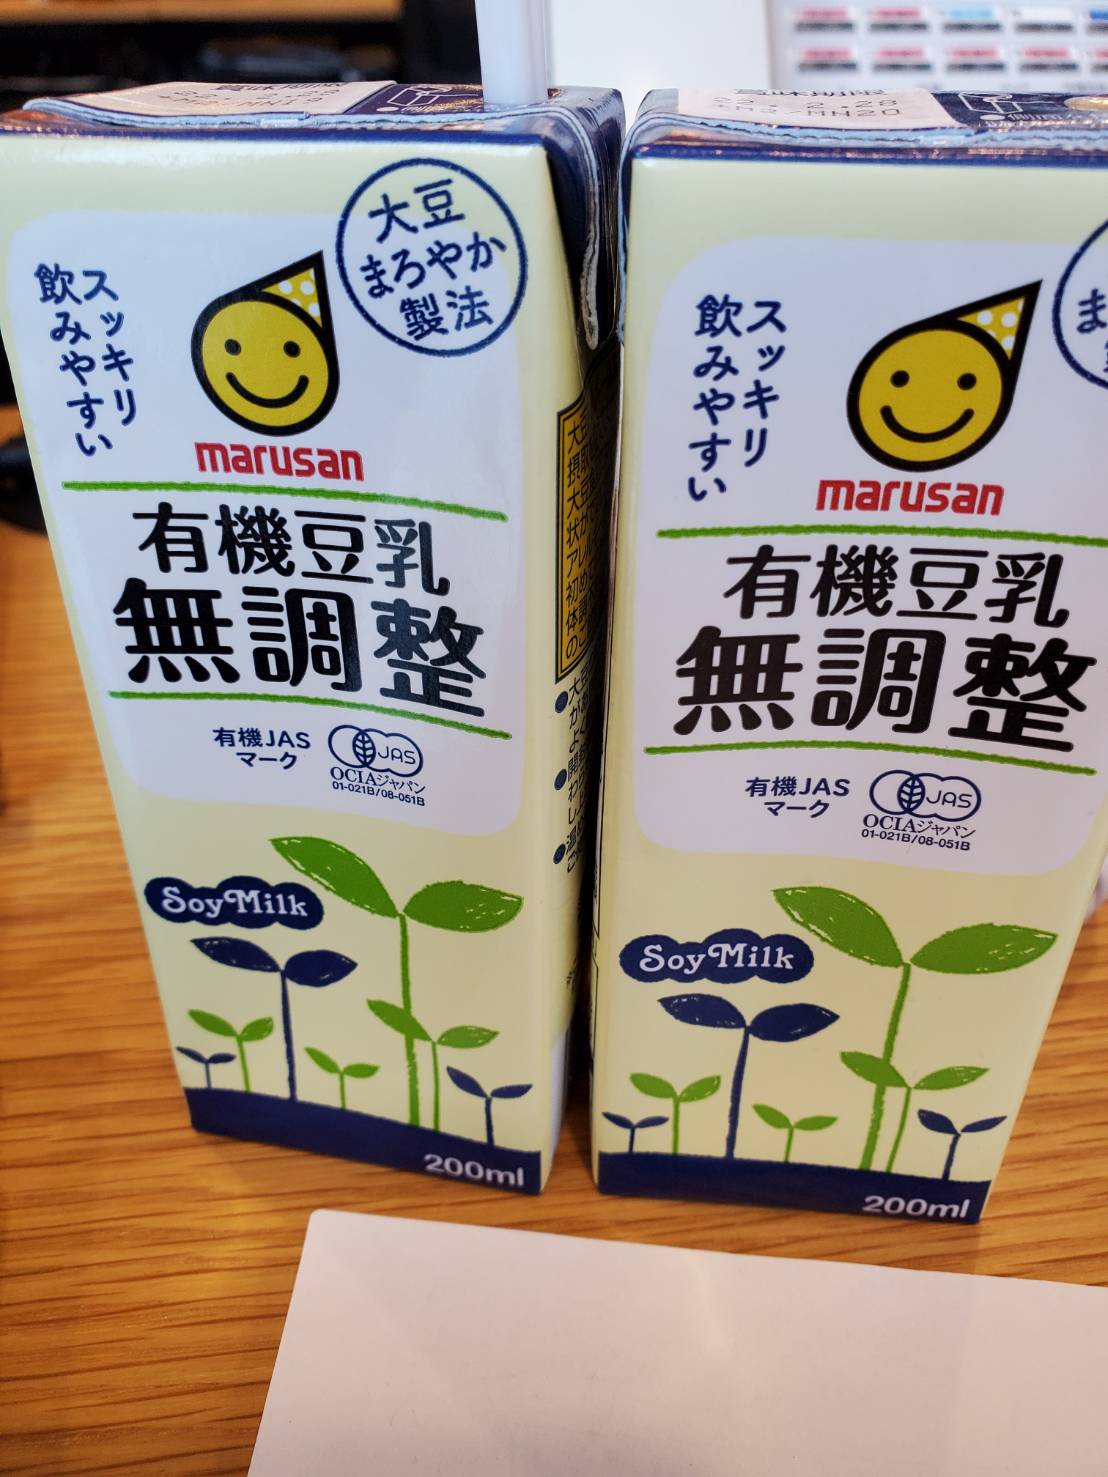 大豆
まろやか
製法
スッキリ
飲みやすい
marusan
有機豆乳
無調整
有機JAS
マーク
JAS
OCIAジャパン
01-021B/08-051B
SoyMilk
200ml
スッキリ
飲みやすい
marusan
有機豆乳
無調整
有機JAS
マーク
JAS
OCIAジャパン
01-021B/08-051B
SoyMilk
200ml